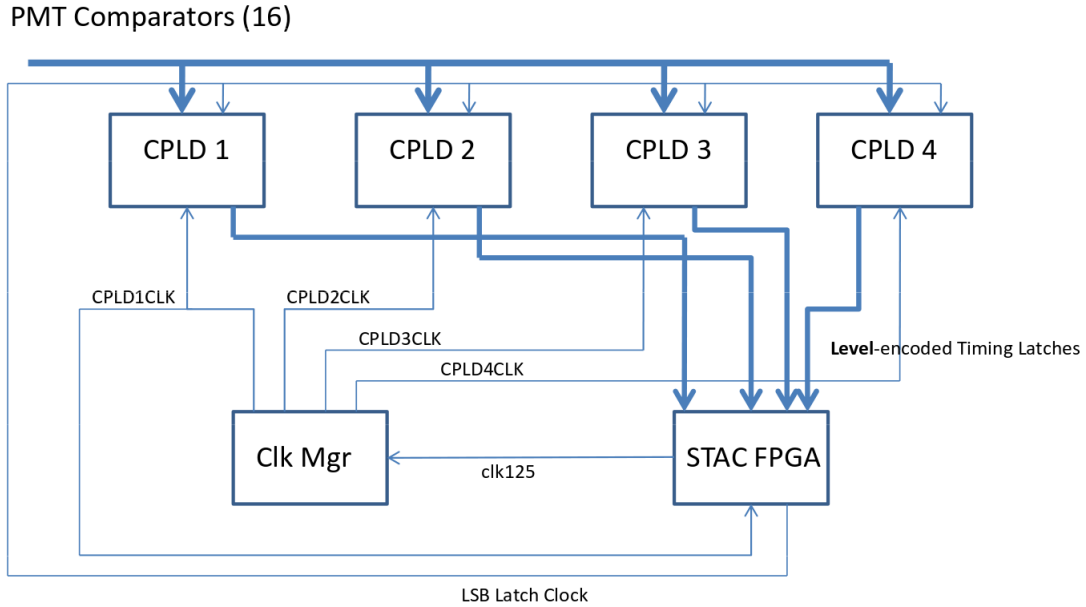 PMT Comparators (16)
CPLD 1
CPLD 2
CPLD 3
CPLD 4
CPLD1CLK
CPLD2CLK
CPLD3CLK
Level-encoded Timing Latches
CPLD4CLK
Clk Mgr
STAC FPGA
clk125
LSB Latch Clock